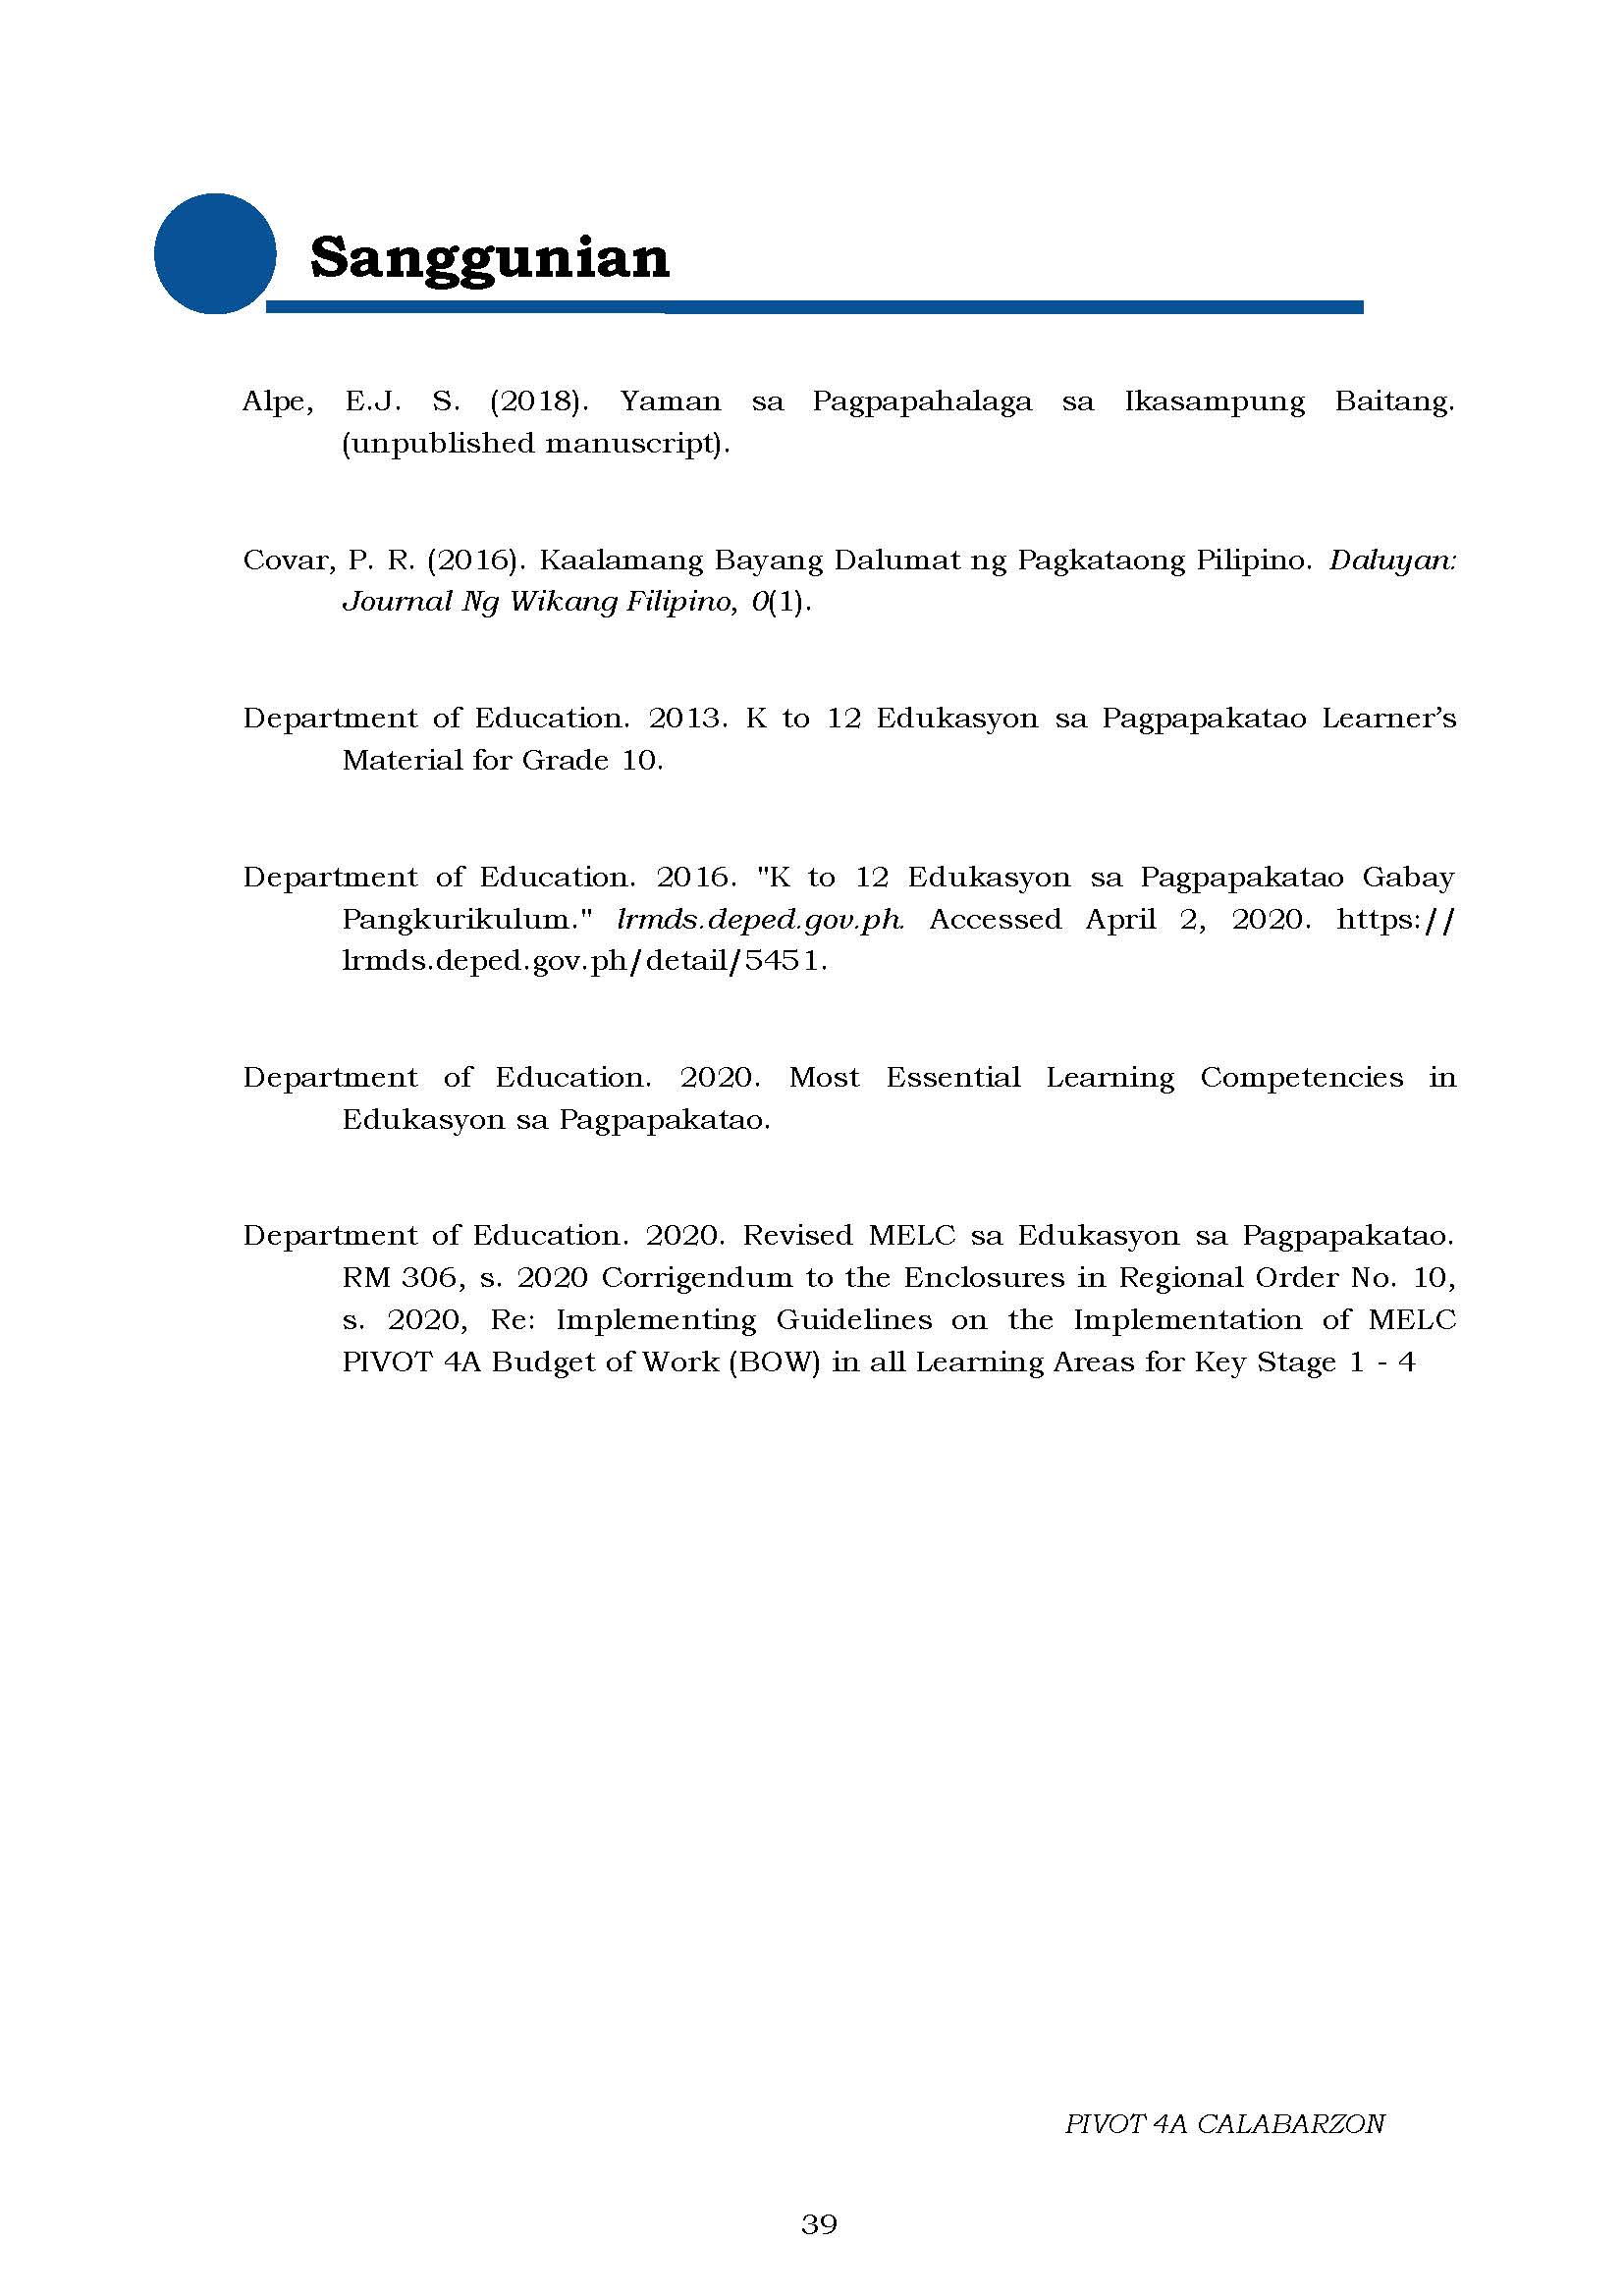 Sanggunian
Alpe, E.J. S. (2018). Yaman sa Pagpapahalaga sa Ikasampung Baitang.
(unpublished manuscript).
Covar, P. R. (2016). Kaalamang Bayang Dalumat ng Pagkataong Pilipino. Daluyan:
Journal Ng Wikang Filipino, 0(1).
Department of Education. 2013. K to 12 Edukasyon sa Pagpapakatao Learner’s
Material for Grade 10.
Department of Education. 2016. "K to 12 Edukasyon sa Pagpapakatao Gabay
Pangkurikulum." lrmds.deped.gov.ph. Accessed April 2, 2020. https://
lrmds.deped.gov.ph/detail/5451.
Department of Education. 2020. Most Essential Learning Competencies in
Edukasyon sa Pagpapakatao.
Department of Education. 2020. Revised MELC sa Edukasyon sa Pagpapakatao.
RM 306, s. 2020 Corrigendum to the Enclosures in Regional Order No. 10,
s. 2020, Re: Implementing Guidelines on the Implementation of MELC
PIVOT 4A Budget of Work (BOW) in all Learning Areas for Key Stage 1 - 4
PIVOT 4A CALABARZON
39